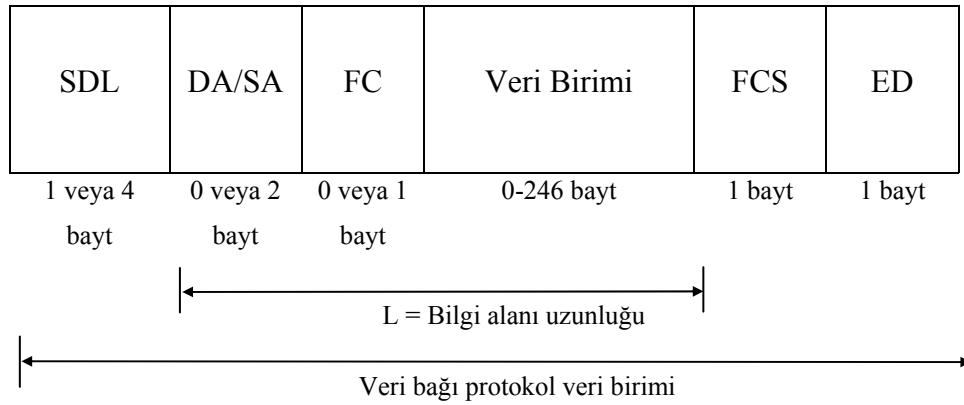 SDL DA/SA FC Veri Birimi FCS ED
1 veya 4 0 veya 2 0 veya 1 0-246 bayt 1 bayt 1 bayt
bayt bayt bayt
L = Bilgi alanı uzunluğu
Veri bağı protokol veri birimi